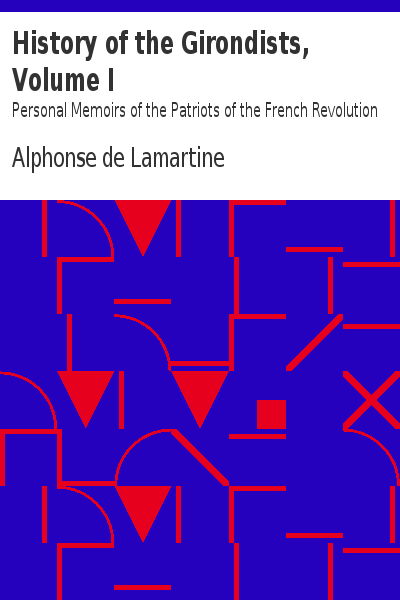 History of the Girondists,
Volume I
Personal Memoirs of the Patriots of the French Revolution
Alphonse de Lamartine